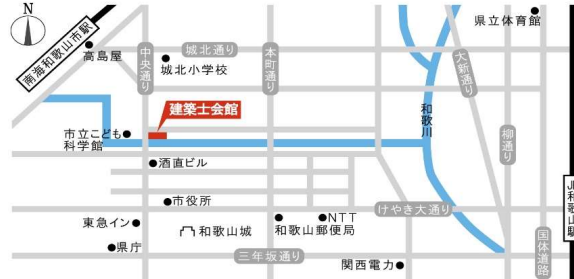 N
南海和歌山市駅
高島屋
中央通り
城北通り
城北小学校
本町通り
県立体育館
大新通り
和歌川
柳通り
建築士会館
市立こども
科学館
酒直ビル
市役所
東急イン
県庁
和歌山城
和歌山郵便局
NTT
けやき大通り
三年坂通り
関西電力
国体道路
JR和歌山駅